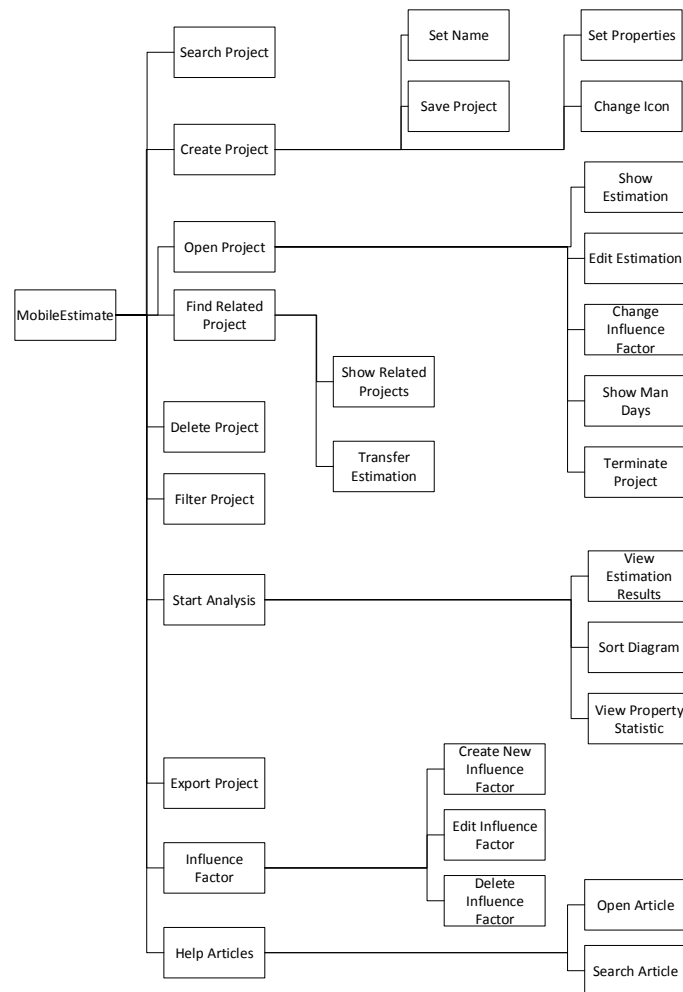 Set Name
Set Properties
Search Project
Save Project
Change Icon
Create Project
Show
Estimation
Open Project
Edit Estimation
MobileEstimate
Find Related
Project
Change
Influence
Factor
Show Related
Projects
Show Man
Days
Delete Project
Transfer
Estimation
Terminate
Project
Filter Project
View
Estimation
Results
Start Analysis
Sort Diagram
View Property
Statistic
Create New
Influence
Factor
Export Project
Edit Influence
Factor
Influence
Factor
Delete
Influence
Factor
Open Article
Help Articles
Search Article